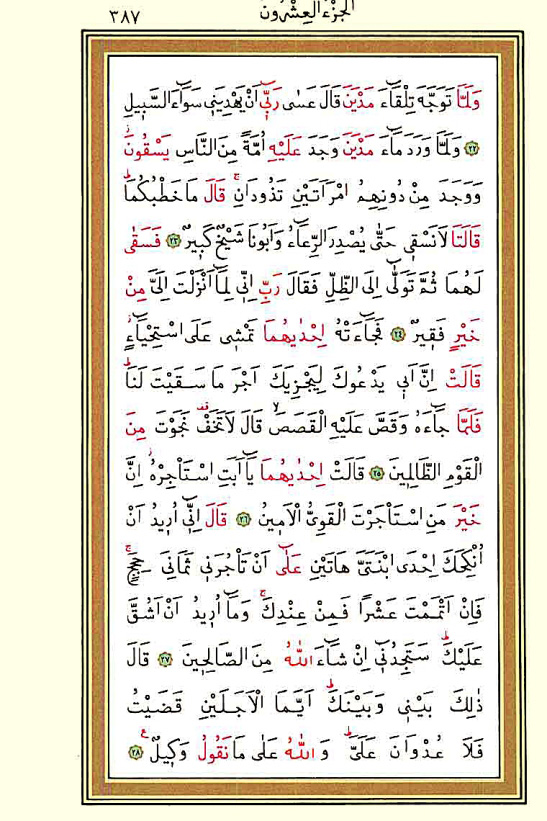 الجزء العشرون ٣٨٧
وَلَمَّا تَوَجَّهَ تِلْقَٓاءَ مَدْيَنَ قَالَ عَسٰى رَبّٖٓي اَنْ يَهْدِيَنٖي سَوَٓاءَ السَّبٖيلِ
﴿٢٢﴾ وَلَمَّا وَرَدَ مَٓاءَ مَدْيَنَ وَجَدَ عَلَيْهِ اُمَّةً مِنَ النَّاسِ يَسْقُونَۘ
وَوَجَدَ مِنْ دُونِهِمُ امْرَاَتَيْنِ تَذُودَانِۚ قَالَ مَا خَطْبُكُمَاۜ
قَالَتَا لَا نَسْقٖي حَتّٰى يُصْدِرَ الرِّعَٓاءُ وَاَبُونَا شَيْخٌ كَبٖيرٌ ﴿٢٣﴾ فَسَقٰى
لَهُمَا ثُمَّ تَوَلّٰٓى اِلَى الظِّلِّ فَقَالَ رَبِّ اِنّٖي لِمَٓا اَنْزَلْتَ اِلَيَّ مِنْ
خَيْرٍ فَقٖيرٌ ﴿٢٤﴾ فَجَٓاءَتْهُ اِحْدٰيهُمَا تَمْشٖي عَلَى اسْتِحْيَٓاءٍۘ
قَالَتْ اِنَّ اَبٖي يَدْعُوكَ لِيَجْزِيَكَ اَجْرَ مَا سَقَيْتَ لَنَاۜ
فَلَمَّا جَٓاءَهُ وَقَصَّ عَلَيْهِ الْقَصَصَۙ قَالَ لَا تَخَفْ۠ نَجَوْتَ مِنَ
الْقَوْمِ الظَّالِمٖينَ ﴿٢٥﴾ قَالَتْ اِحْدٰيهُمَا يَٓا اَبَتِ اسْتَاْجِرْهُۘ اِنَّ
خَيْرَ مَنِ اسْتَاْجَرْتَ الْقَوِيُّ الْاَمٖينُ ﴿٢٦﴾ قَالَ اِنّٖٓي اُرٖيدُ اَنْ
اُنْكِحَكَ اِحْدَى ابْنَتَيَّ هَاتَيْنِ عَلٰٓى اَنْ تَاْجُرَنٖي ثَمَانِيَ حِجَجٍۚ
فَاِنْ اَتْمَمْتَ عَشْرًا فَمِنْ عِنْدِكَۚ وَمَٓا اُرٖيدُ اَنْ اَشُقَّ
عَلَيْكَۜ سَتَجِدُنٖٓي اِنْ شَٓاءَ اللّٰهُ مِنَ الصَّالِحٖينَ ﴿٢٧﴾ قَالَ
ذٰلِكَ بَيْنٖي وَبَيْنَكَۜ اَيَّمَا الْاَجَلَيْنِ قَضَيْتُ
فَلَا عُدْوَانَ عَلَيَّۜ وَاللّٰهُ عَلٰى مَا نَقُولُ وَكٖيلٌ۟ ﴿٢٨﴾